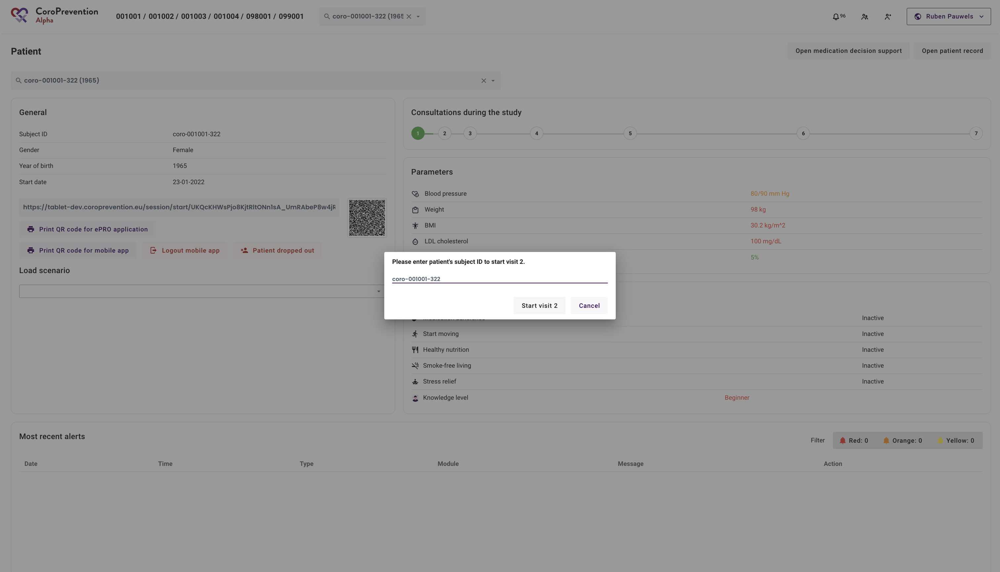 CoroPrevention
Alpha
001001 / 001002 / 001003 / 001004 / 098001 / 099001
coro-001001-322 (1965
96
Ruben Pauwels
Patient
Open medication decision support
Open patient record
coro-001001-322 (1965)
General
Subject ID coro-001001-322
Gender Female
Year of birth 1965
Start date 23-01-2022
https://tablet-dev.coroprevention.eu/session/start/UKQcKHWsPjo8KjtRltONn1sA_UmRAbeP8w4jR
Print QR code for ePRO application
Print QR code for mobile app
Logout mobile app
Patient dropped out
Load scenario
Consultations during the study
1 2 3 4 5 6 7
Parameters
Blood pressure 80/90 mm Hg
Weight 98 kg
BMI 30.2 kg/m^2
LDL cholesterol 100 mg/dL
5%
Please enter patient's subject ID to start visit 2.
coro-001001-322
Start visit 2
Cancel
Inactive
Start moving Inactive
Healthy nutrition Inactive
Smoke-free living Inactive
Stress relief Inactive
Knowledge level Beginner
Most recent alerts
Filter
Red: 0
Orange: 0
Yellow: 0
Date Time Type Module Message Action